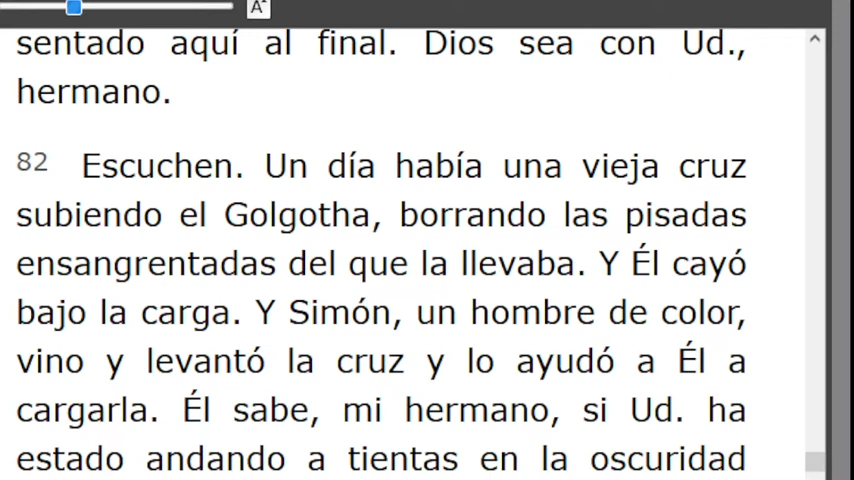 A
sentado aquí al final. Dios sea con Ud.,
hermano.
82 Escuchen. Un día había una vieja cruz
subiendo el Golgotha, borrando las pisadas
ensangrentadas del que la llevaba. Y Él cayó
bajo la carga. Y Simón, un hombre de color,
vino y levantó la cruz y lo ayudó a Él a
cargarla. Él sabe, mi hermano, si Ud. ha
estado andando a tientas en la oscuridad